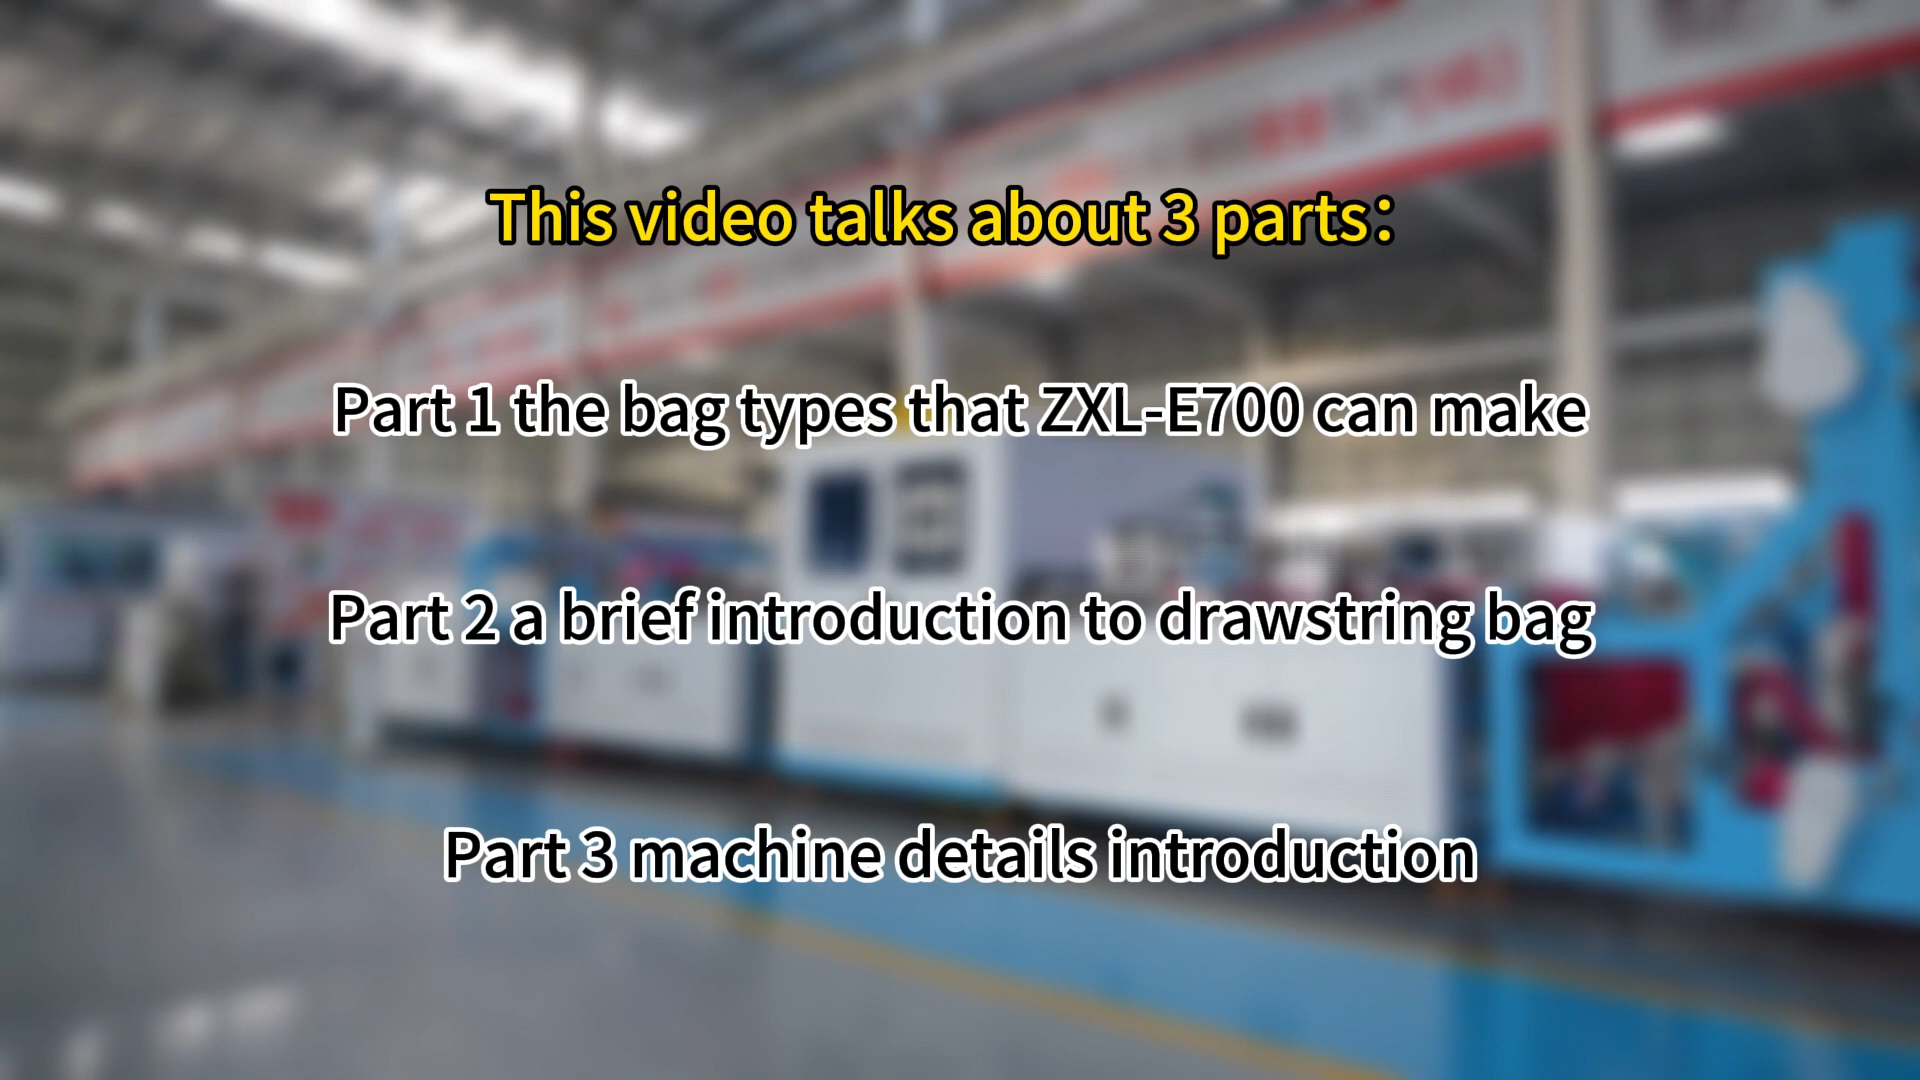 This video talks about 3 parts：
Part 1 the bag types that ZXL-E700 can make
Part 2 a brief introduction to drawstring bag
Part 3 machine details introduction